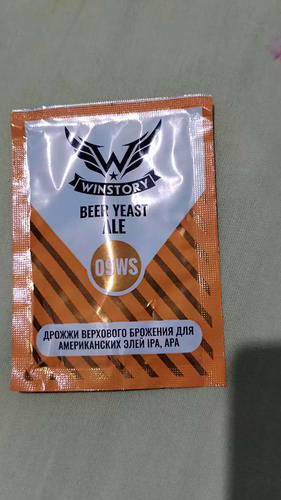 WINSTORY
BEER YEAST
ALE
09WS
ДРОЖЖИ ВЕРХОВОГО БРОЖЕНИЯ ДЛЯ
АМЕРИКАНСКИХ ЭЛЕЙ IPA, APA